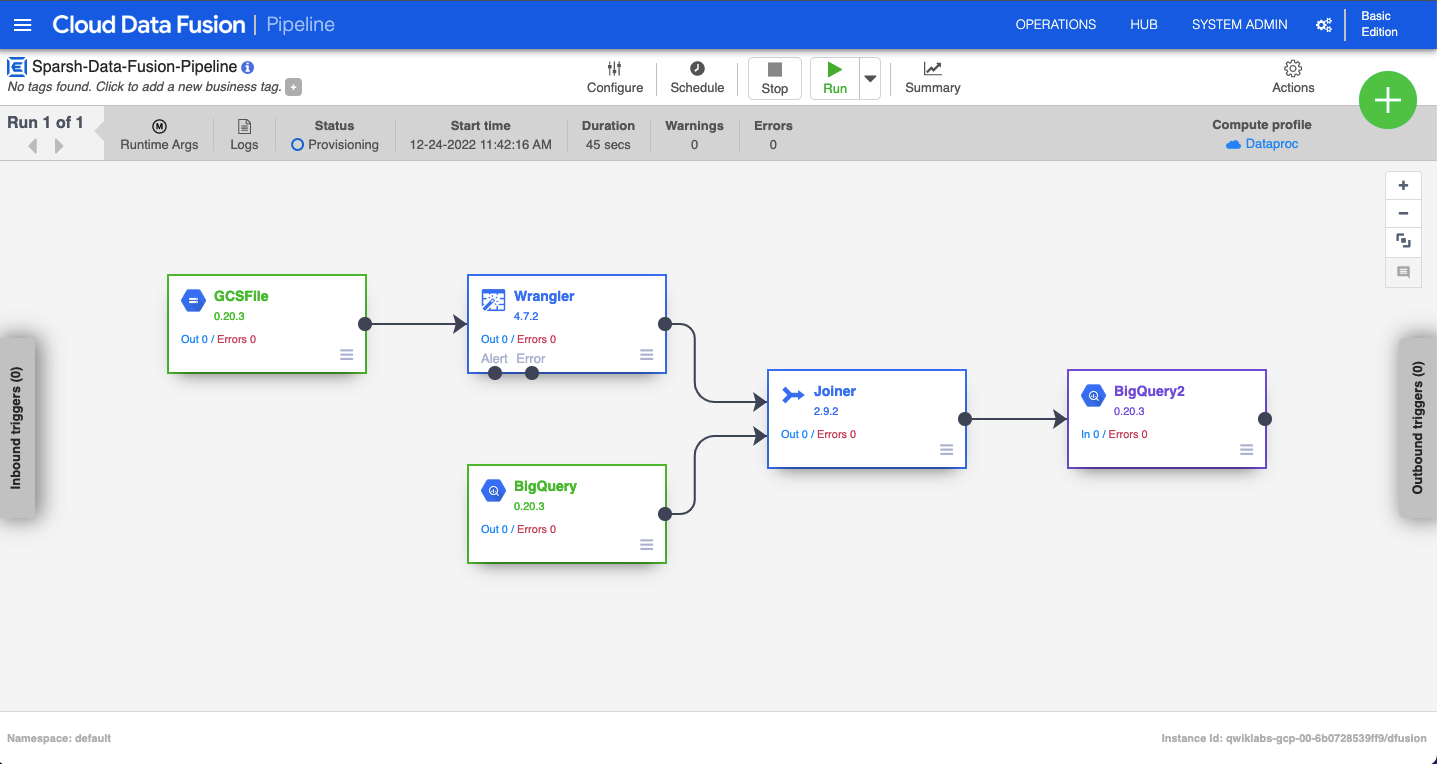 Cloud Data Fusion | Pipeline
OPERATIONS
HUB
SYSTEM ADMIN
Basic
Edition
Sparsh-Data-Fusion-Pipeline
No tags found. Click to add a new business tag.
Configure
Schedule
Stop
Run
Summary
Actions
Run 1 of 1
Runtime Args
Logs
Status
Provisioning
Start time
12-24-2022 11:42:16 AM
Duration
45 secs
Warnings
0
Errors
0
Compute profile
Dataproc
GCSFile
0.20.3
Out 0 / Errors 0
Wrangler
4.7.2
Out 0 / Errors 0
Alert Error
Joiner
2.9.2
Out 0 / Errors 0
BigQuery2
0.20.3
In 0 / Errors 0
BigQuery
0.20.3
Out 0 / Errors 0
Inbound triggers (0)
Outbound triggers (0)
Namespace: default
Instance Id: qwiklabs-gcp-00-6b0728539ff9/dfusion